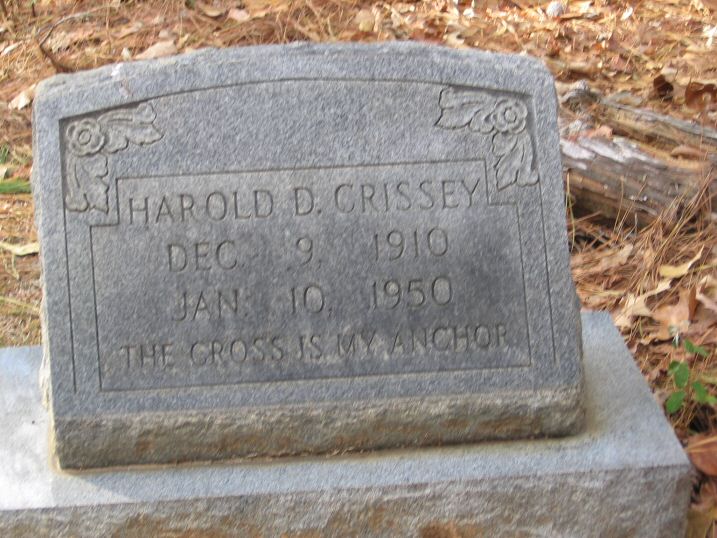 HAROLD D. CRISSEY
DEC. 9, 1910
JAN. 10, 1950
THE CROSS IS MY ANCHOR